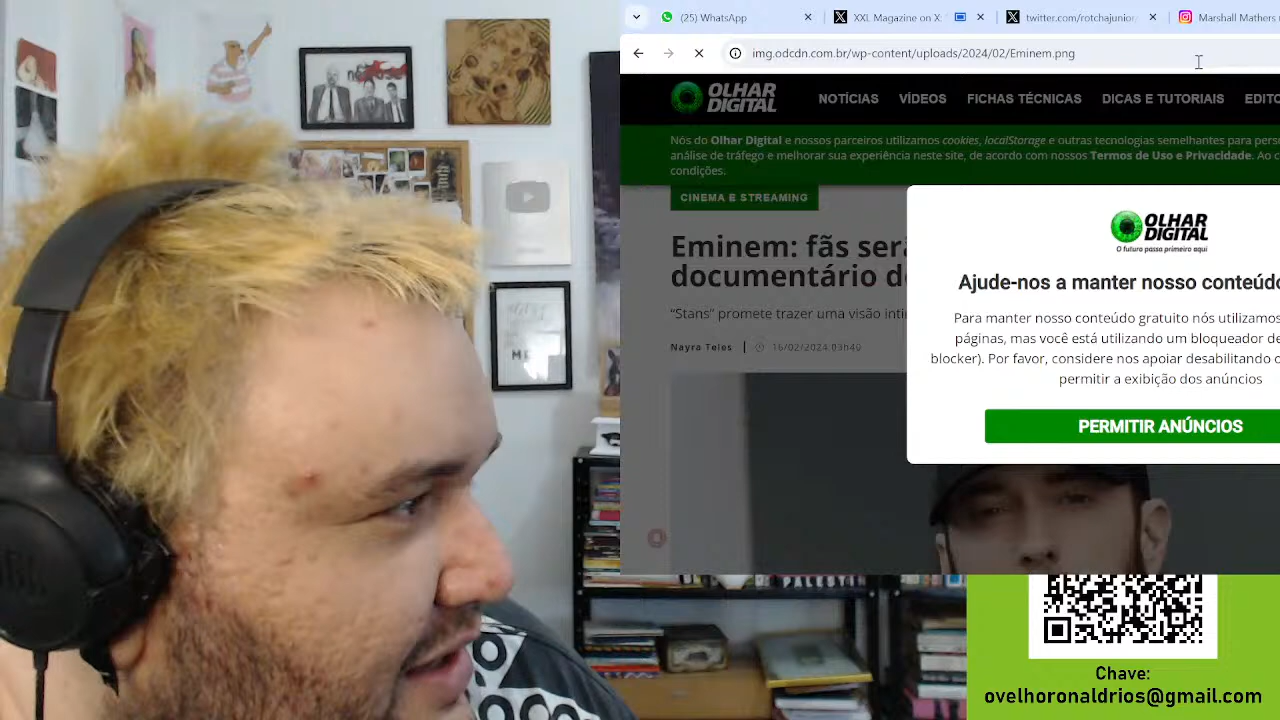 (25) WhatsApp
XXL Magazine on X
twitter.com/rotcbajunior
Marshall Mathers
img.odcdn.com.br/wp-content/uploads/2024/02/Eminem.png
OLHAR DIGITAL
NOTÍCIAS
VÍDEOS
FICHAS TÉCNICAS
DICAS E TUTORIAIS
Nós do Olhar Digital e nossos parceiros utilizamos cookies, localStorage e outras tecnologias semelhantes para
análise de tráfego e melhorar sua experiência neste site, de acordo com nossos Termos de Uso e Privacidade. Ao
condições.
CINEMA E STREAMING
Eminem: fãs
documentário
"Stans" promete trazer uma visão
Nayra Teles | 16/02/2024 03h40
OLHAR DIGITAL
O futuro passa primeiro aqui
Ajude-nos a manter nosso conteúdo
Para manter nosso conteúdo gratuito nós utilizamos
páginas, mas você está utilizando um bloqueador de
blocker). Por favor, considere nos apoiar desabilitando
permitir a exibição dos anúncios
PERMITIR ANÚNCIOS
Chave:
ovelhoronaldrios@gmail.com